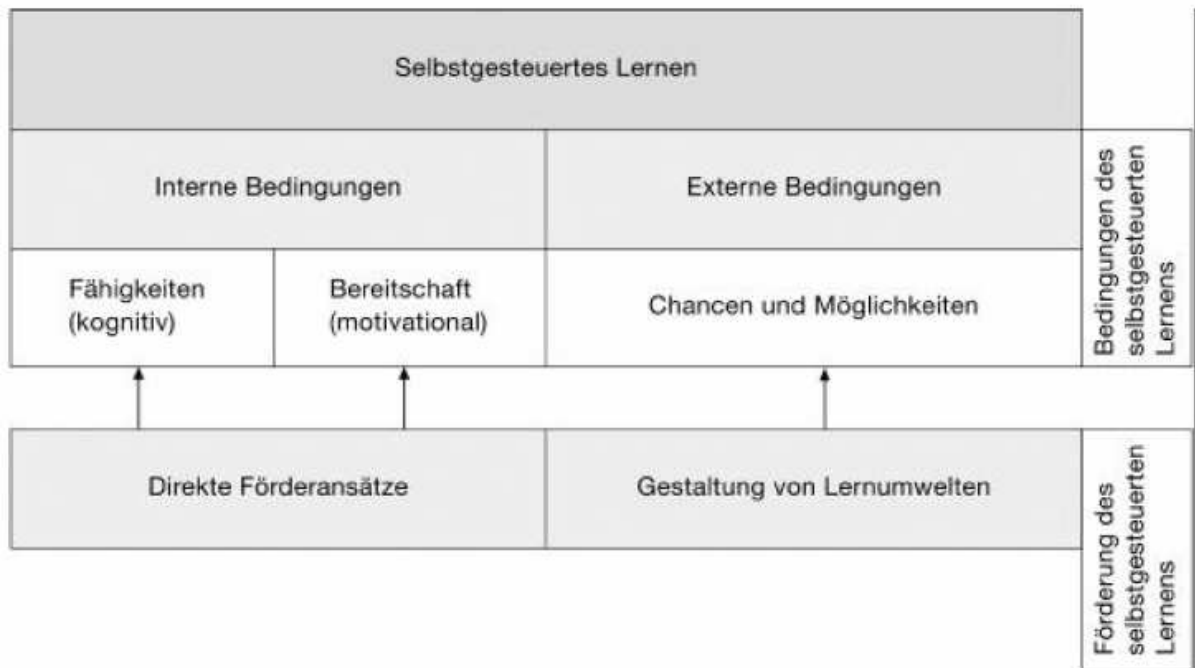 Selbstgesteuertes Lernen
Interne Bedingungen
Externe Bedingungen
Fähigkeiten
(kognitiv)
Bereitschaft
(motivational)
Chancen und Möglichkeiten
Bedingungen des
selbstgesteuerten
Lernens
Direkte Förderansätze
Gestaltung von Lernumwelten
Förderung des
selbstgesteuerten
Lernens